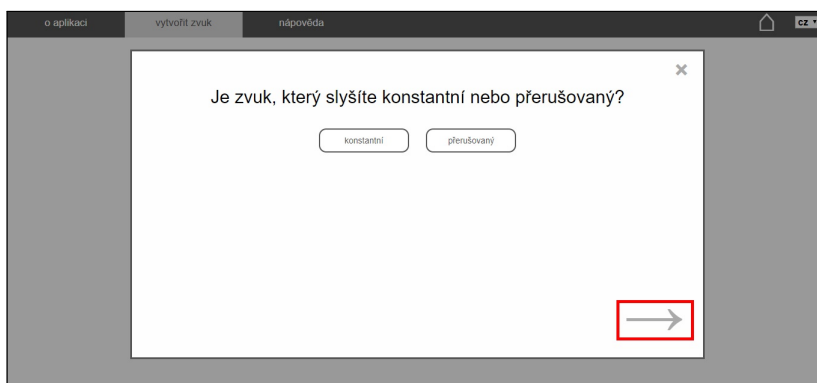 o aplikaci
vytvořit zvuk
nápověda
cz
Je zvuk, který slyšíte konstantní nebo přerušovaný?
konstantní
přerušovaný